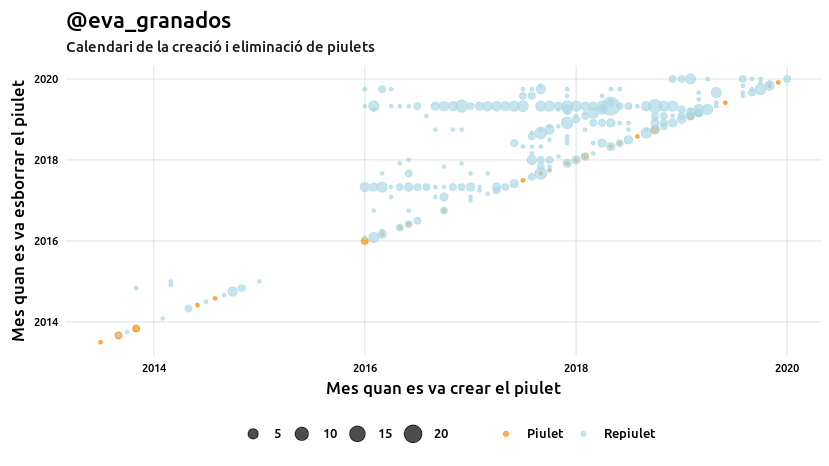 @eva_granados
Calendari de la creació i eliminació de piulets
Mes quan es va esborrar el piulet
2020
2018
2016
2014
2014 2016 2018 2020
Mes quan es va crear el piulet
5 10 15 20 Piulet Repiulet